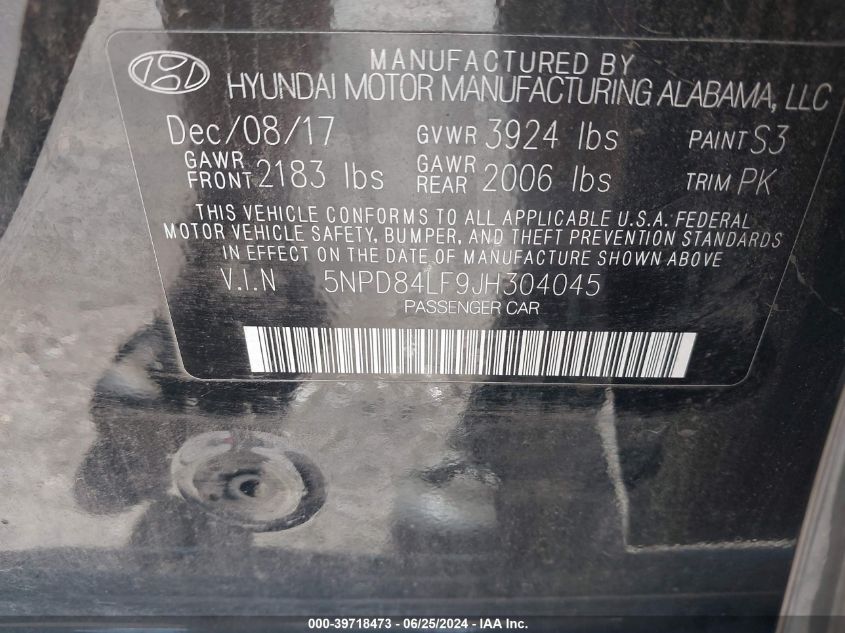 MANUFACTURED BY
HYUNDAI MOTOR MANUFACTURING ALABAMA, LLC
Dec/08/17 GVWR 3924 lbs PAINT S3
GAWR FRONT 2183 lbs GAWR REAR 2006 lbs TRIM PK
THIS VEHICLE CONFORMS TO ALL APPLICABLE U.S.A. FEDERAL
MOTOR VEHICLE SAFETY, BUMPER, AND THEFT PREVENTION STANDARDS
IN EFFECT ON THE DATE OF MANUFACTURE SHOWN ABOVE
V.I.N 5NPD84LF9JH304045
PASSENGER CAR
000-39718473 - 06/25/2024 - IAA Inc.